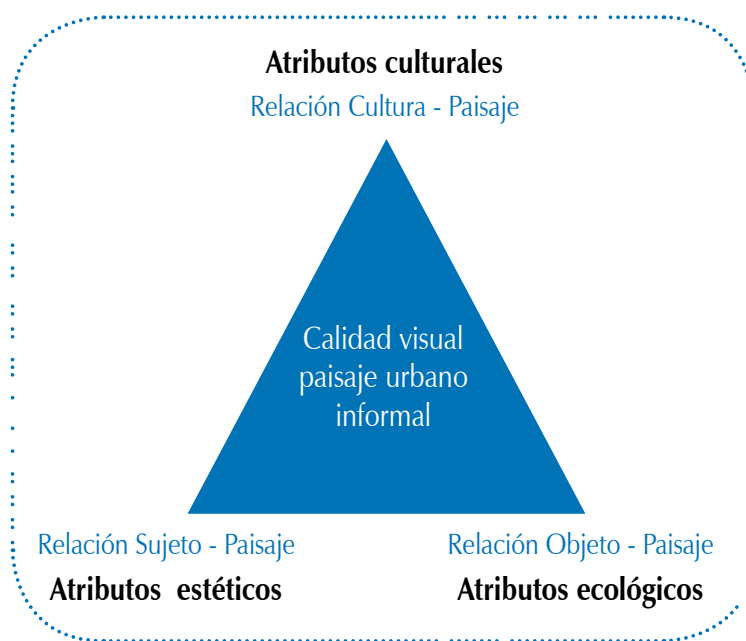 Atributos culturales
Relación Cultura - Paisaje
Calidad visual
paisaje urbano
informal
Relación Sujeto - Paisaje
Relación Objeto - Paisaje
Atributos estéticos
Atributos ecológicos